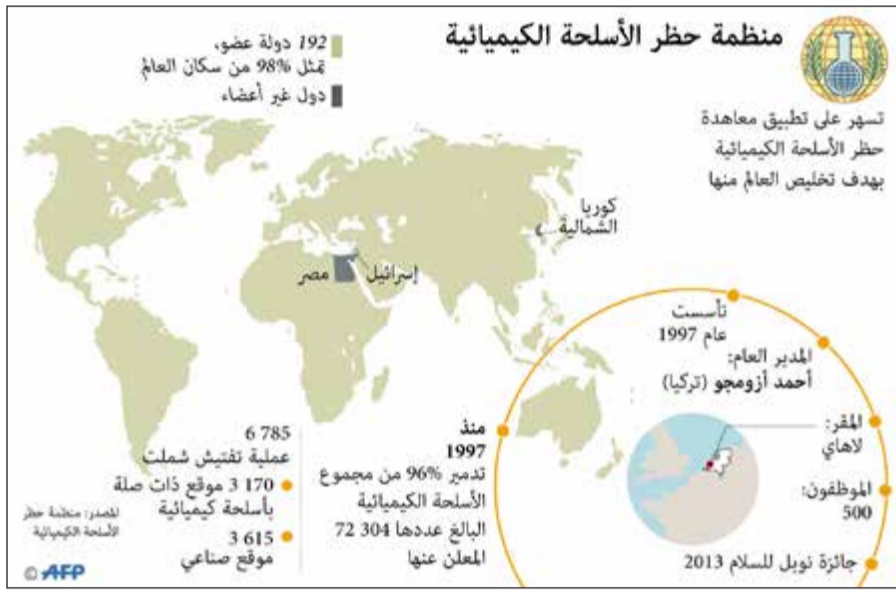 منظمة حظر الأسلحة الكيميائية
تسهر على تطبيق معاهدة
حظر الأسلحة الكيميائية
بهدف تخليص العالم منها
192 دولة عضو،
تمثل 98% من سكان العالم
دول غير أعضاء
كوريا
الشمالية
إسرائيل
مصر
تأسست
عام 1997
المدير العام:
أحمد أزومجو (تركيا)
المقر:
لاهاي
الموظفون:
500
جائزة نوبل للسلام 2013
منذ
1997
تدمير 96% من مجموع
الأسلحة الكيميائية
البالغ عددها 304 72
المعلن عنها
6 785
عملية تفتيش شملت
3 170 موقع ذات صلة
بأسلحة كيميائية
3 615
موقع صناعي
المصدر: منظمة حظر
الأسلحة الكيميائية
© AFP